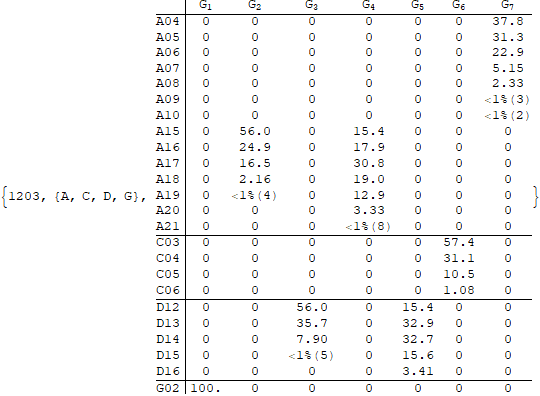 G1 G2 G3 G4 G5 G6 G7
A04 0 0 0 0 0 0 37.8
A05 0 0 0 0 0 0 31.3
A06 0 0 0 0 0 0 22.9
A07 0 0 0 0 0 0 5.15
A08 0 0 0 0 0 0 2.33
A09 0 0 0 0 0 0 <1%(3)
A10 0 0 0 0 0 0 <1%(2)
A15 0 56.0 0 15.4 0 0 0
A16 0 24.9 0 17.9 0 0 0
A17 0 16.5 0 30.8 0 0 0
A18 0 2.16 0 19.0 0 0 0
{1203, {A, C, D, G}, A19 0 <1%(4) 0 12.9 0 0 0 }
A20 0 0 0 3.33 0 0 0
A21 0 0 0 <1%(8) 0 0 0
C03 0 0 0 0 0 57.4 0
C04 0 0 0 0 0 31.1 0
C05 0 0 0 0 0 10.5 0
C06 0 0 0 0 0 1.08 0
D12 0 0 56.0 0 15.4 0 0
D13 0 0 35.7 0 32.9 0 0
D14 0 0 7.90 0 32.7 0 0
D15 0 0 <1%(5) 0 15.6 0 0
D16 0 0 0 0 3.41 0 0
G02 100. 0 0 0 0 0 0